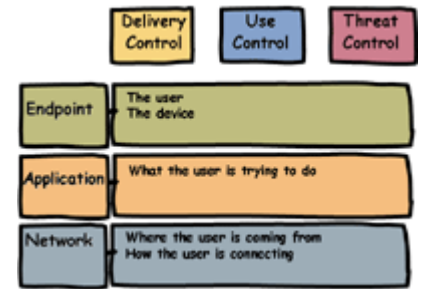 Delivery
Control
Use
Control
Threat
Control
Endpoint
The user
The device
Application
What the user is trying to do
Network
Where the user is coming from
How the user is connecting